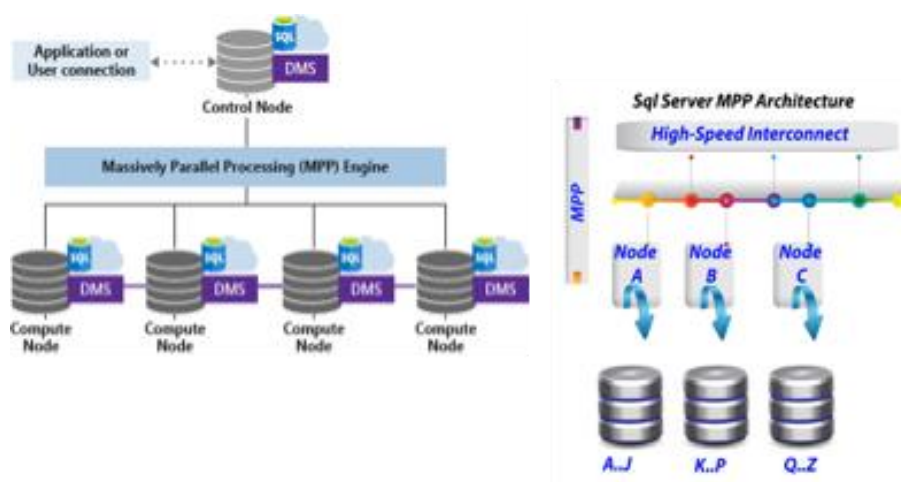 SQL
Application or
User connection
DMS
Control Node
Massively Parallel Processing (MPP) Engine
SQL
SQL
SQL
SQL
DMS
DMS
DMS
DMS
Compute
Node
Compute
Node
Compute
Node
Compute
Node
Sql Server MPP Architecture
High-Speed Interconnect
MPP
Node
A
Node
B
Node
C
A..J
K..P
Q..Z